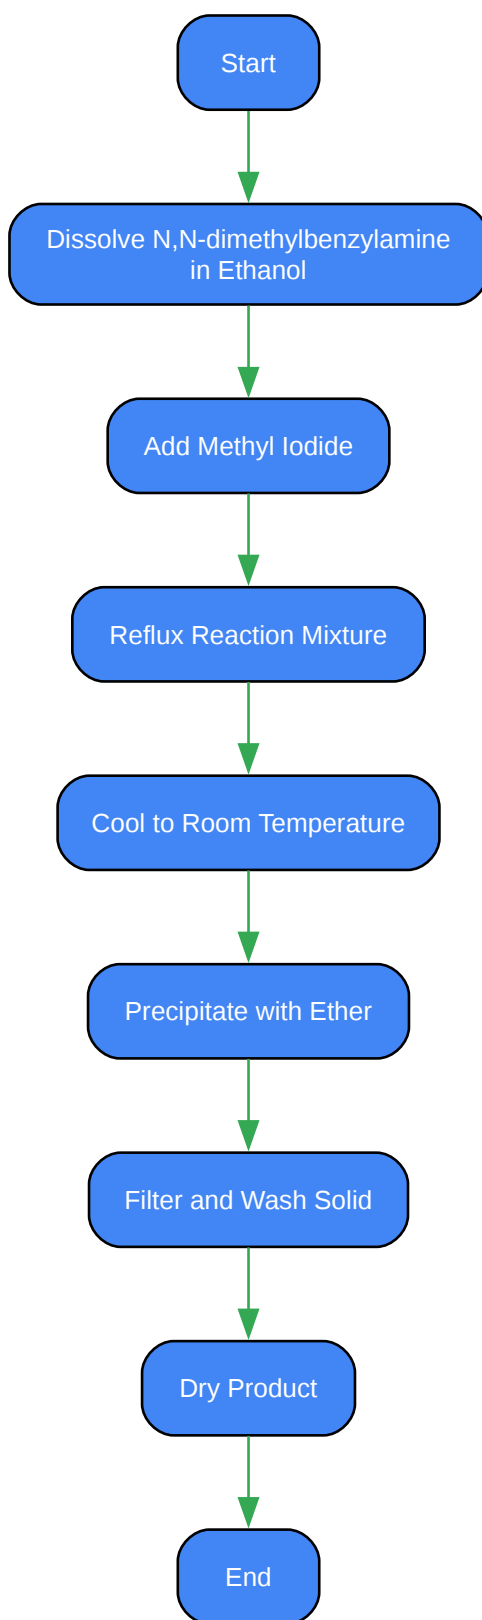 Start
Dissolve N,N-dimethylbenzylamine
in Ethanol
Add Methyl Iodide
Reflux Reaction Mixture
Cool to Room Temperature
Precipitate with Ether
Filter and Wash Solid
Dry Product
End